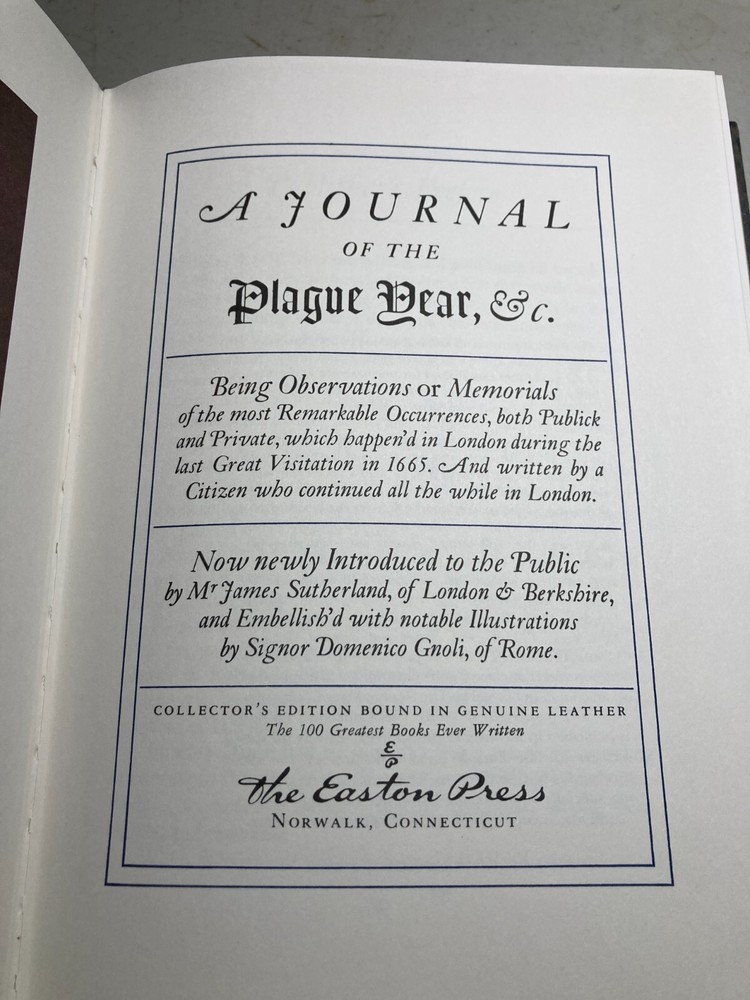 A JOURNAL
OF THE
Plague Year, &c.
Being Observations or Memorials
of the most Remarkable Occurrences, both Publick
and Private, which happen'd in London during the
last Great Visitation in 1665. And written by a
Citizen who continued all the while in London.
Now newly Introduced to the Public
by Mr James Sutherland, of London & Berkshire,
and Embellish'd with notable Illustrations
by Signor Domenico Gnoli, of Rome.
COLLECTOR'S EDITION BOUND IN GENUINE LEATHER
The 100 Greatest Books Ever Written
E
P
The Easton Press
NORWALK, CONNECTICUT